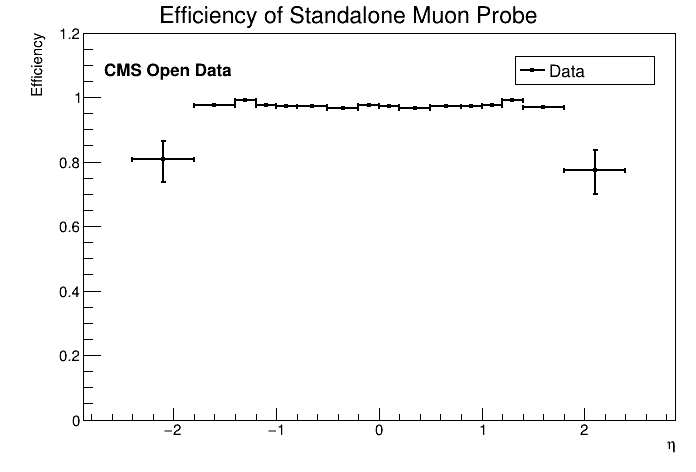 Efficiency of Standalone Muon Probe
Efficiency
1.2
CMS Open Data
Data
1
0.8
0.6
0.4
0.2
0
−2
−1
0
1
2
η